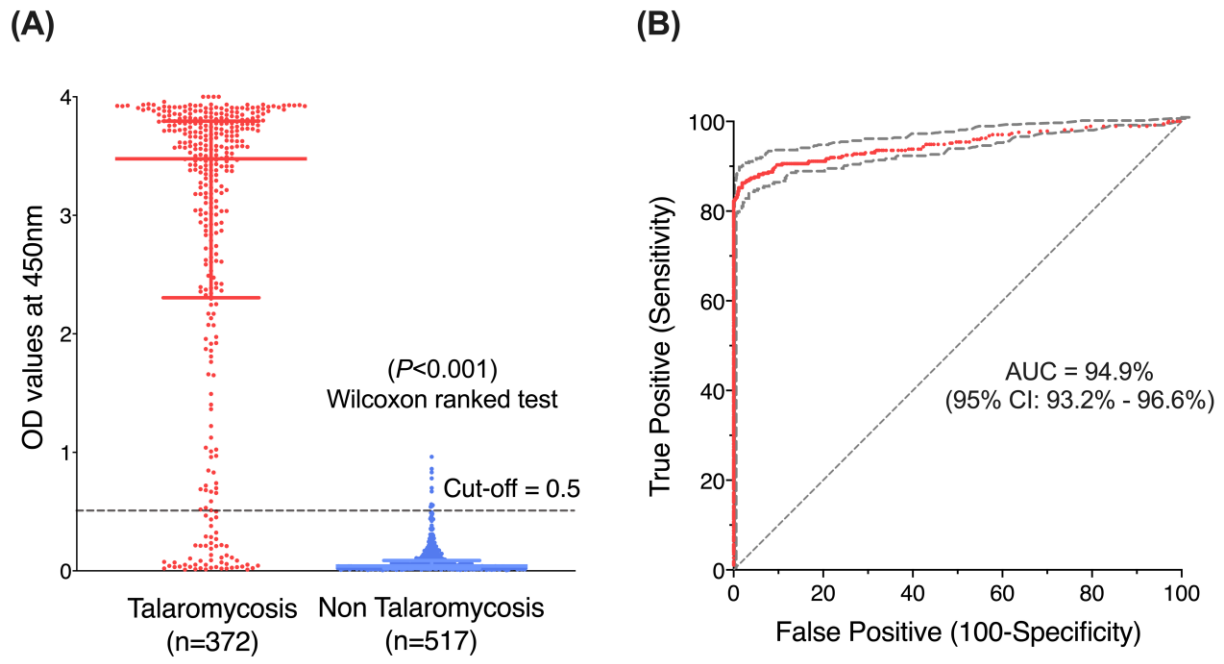 (A)
OD values at 450nm
4
3
2
1
0
(P<0.001)
Wilcoxon ranked test
Cut-off = 0.5
Talaromycosis
(n=372)
Non Talaromycosis
(n=517)
(B)
True Positive (Sensitivity)
100
80
60
40
20
0
AUC = 94.9%
(95% CI: 93.2% - 96.6%)
0 20 40 60 80 100
False Positive (100-Specificity)